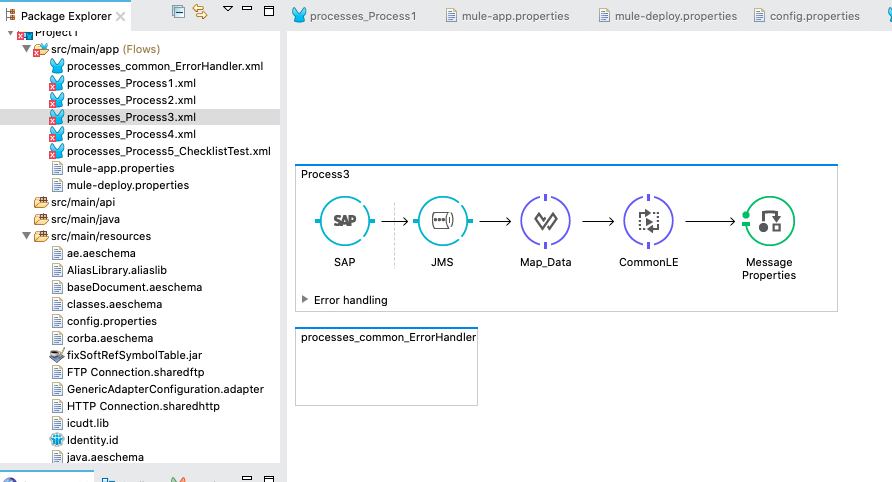 Package Explorer
processes_Process1
mule-app.properties
mule-deploy.properties
config.properties
Project1
src/main/app (Flows)
processes_common_ErrorHandler.xml
processes_Process1.xml
processes_Process2.xml
processes_Process3.xml
processes_Process4.xml
processes_Process5_ChecklistTest.xml
mule-app.properties
mule-deploy.properties
src/main/api
src/main/java
src/main/resources
ae.aeschema
AliasLibrary.aliaslib
baseDocument.aeschema
classes.aeschema
config.properties
corba.aeschema
fixSoftRefSymbolTable.jar
FTP Connection.sharedftp
GenericAdapterConfiguration.adapter
HTTP Connection.sharedhttp
icudt.lib
Identity.id
java.aeschema
Process3
SAP
SAP
JMS
Map_Data
CommonLE
Message
Properties
Error handling
processes_common_ErrorHandler